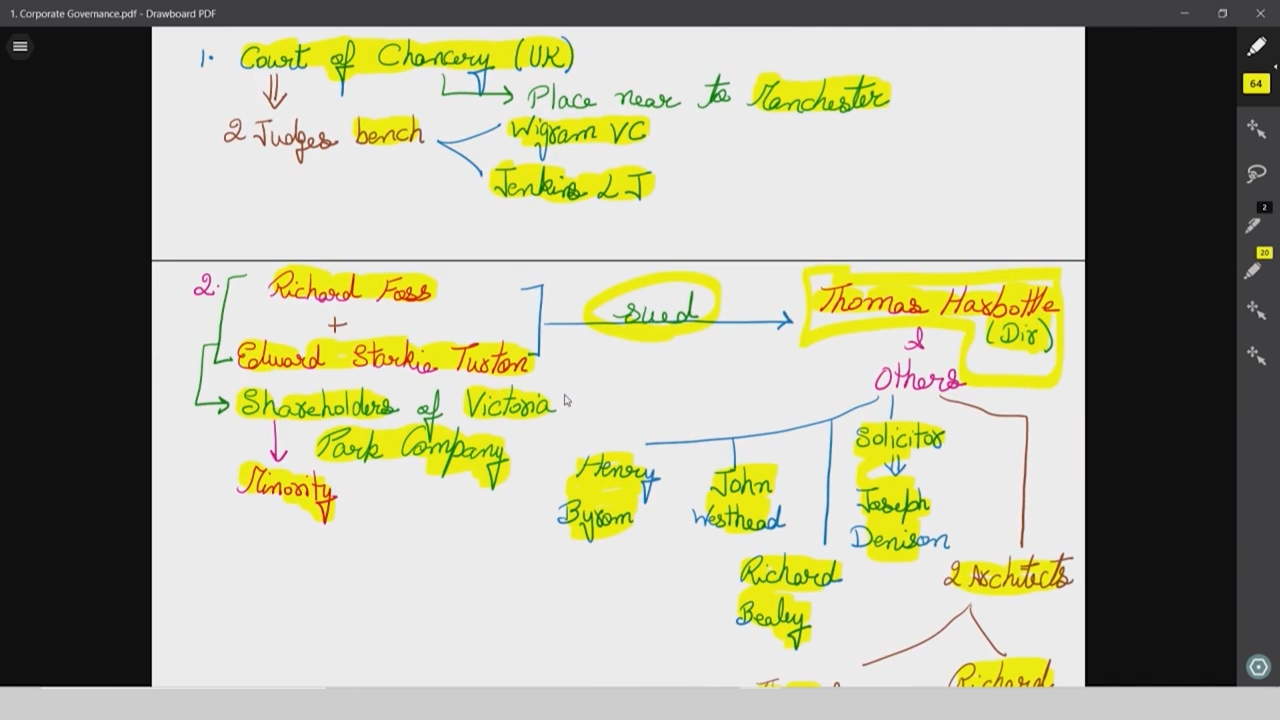 1. Corporate Governance.pdf - Drawboard PDF
64
2
20
1. Court of Chancery (UK)
Place near to Manchester
2 Judges bench
Wigram VC
Jenkins L J
2. Richard Foss
+
Edward Starkie Turton
sued
Thomas Harbottle
(Dir)
&
Others
Shareholders of Victoria
Park Company
Minority
Henry
Byrom
John
Westhead
Richard
Bealey
Solicitor
Joseph
Denison
2 Architects
Richard